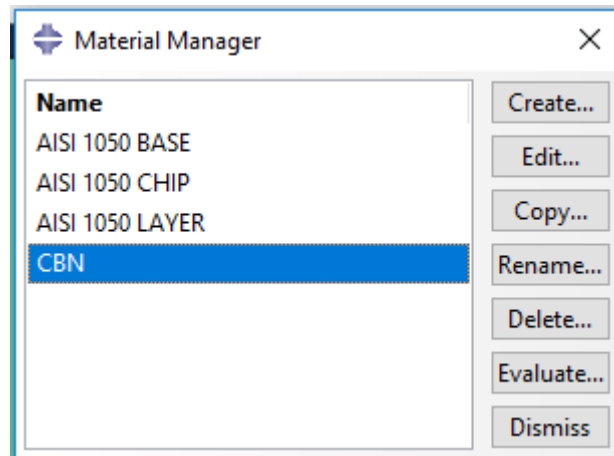 Material Manager
Name
AISI 1050 BASE
AISI 1050 CHIP
AISI 1050 LAYER
CBN
Create...
Edit...
Copy...
Rename...
Delete...
Evaluate...
Dismiss